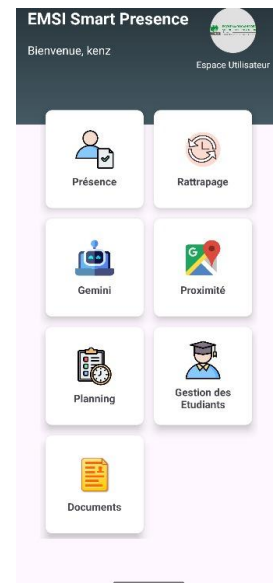 EMSI Smart Presence
Bienvenue, kenz
Espace Utilisateur
Présence
Rattrapage
Gemini
G
Proximité
Planning
Gestion des
Etudiants
Documents